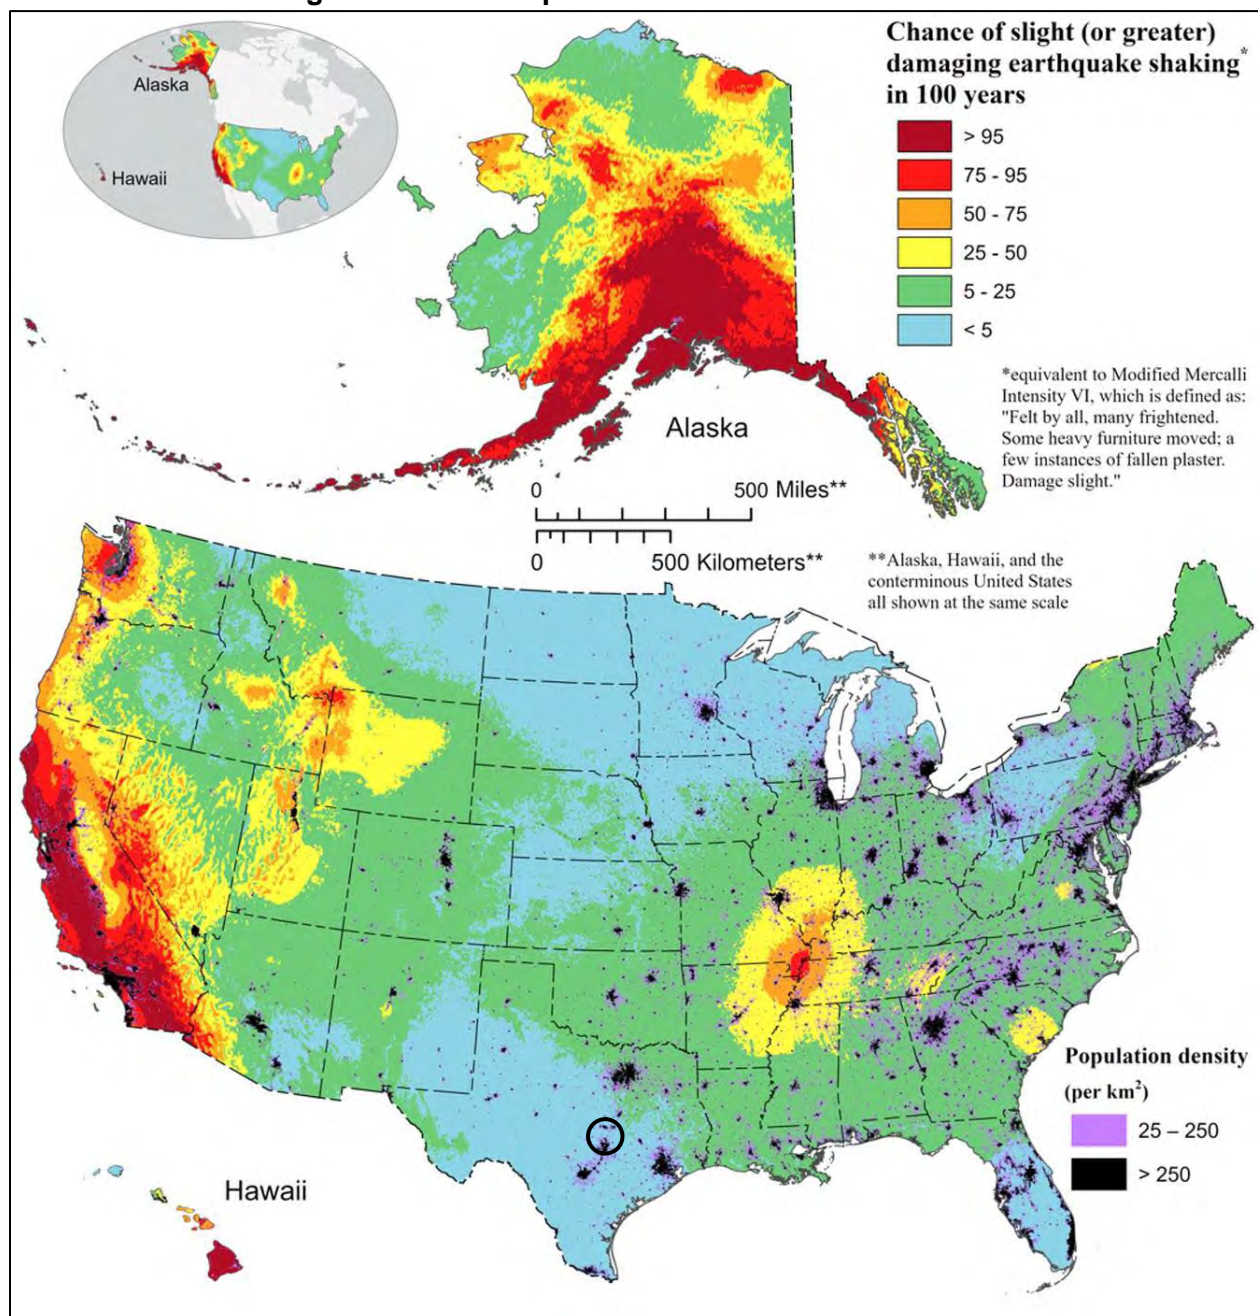 Chance of slight (or greater)
damaging earthquake shaking*
in 100 years
> 95
75 - 95
50 - 75
25 - 50
5 - 25
< 5
*equivalent to Modified Mercalli
Intensity VI, which is defined as:
"Felt by all, many frightened.
Some heavy furniture moved; a
few instances of fallen plaster.
Damage slight."
Alaska
Hawaii
Alaska
0 500 Miles**
0 500 Kilometers**
**Alaska, Hawaii, and the
conterminous United States
all shown at the same scale
Population density
(per km²)
25 – 250
> 250
Hawaii